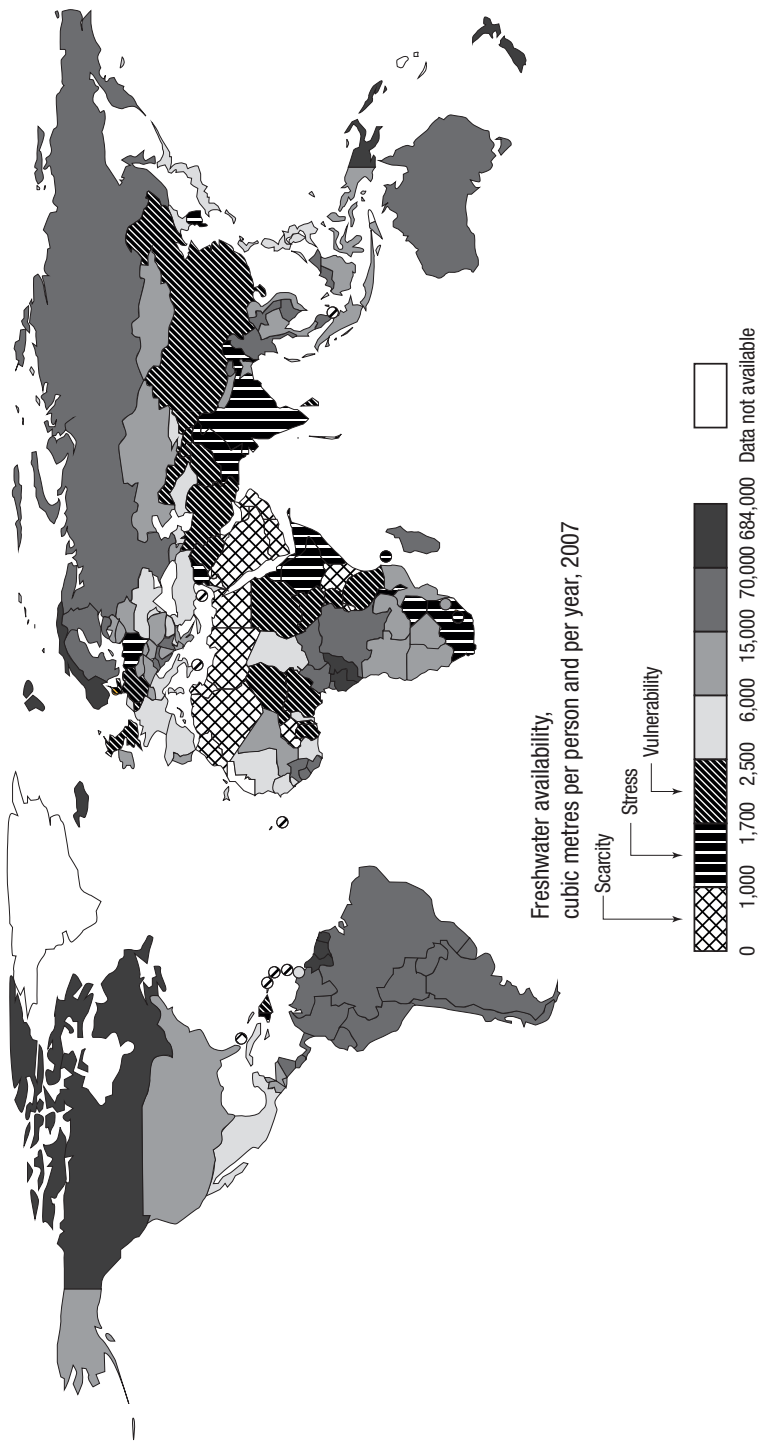 Freshwater availability,
cubic metres per person and per year, 2007
Scarcity
Stress
Vulnerability
0 1,000 1,700 2,500 6,000 15,000 70,000 684,000 Data not available